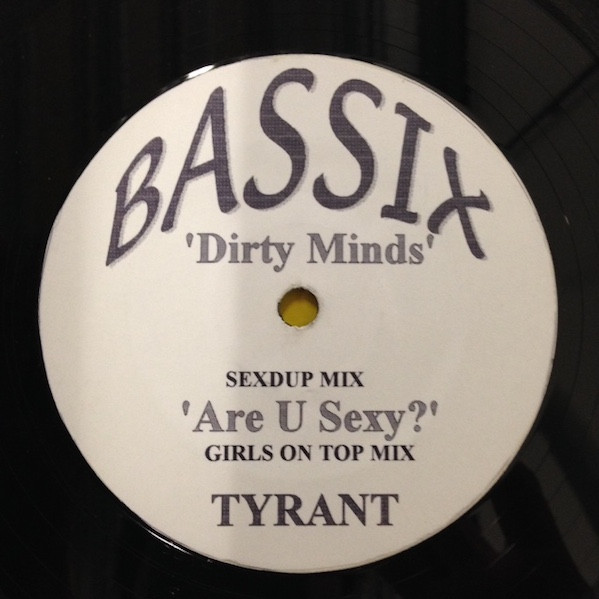 BASSIX
'Dirty Minds'
SEXDUP MIX
'Are U Sexy?'
GIRLS ON TOP MIX
TYRANT